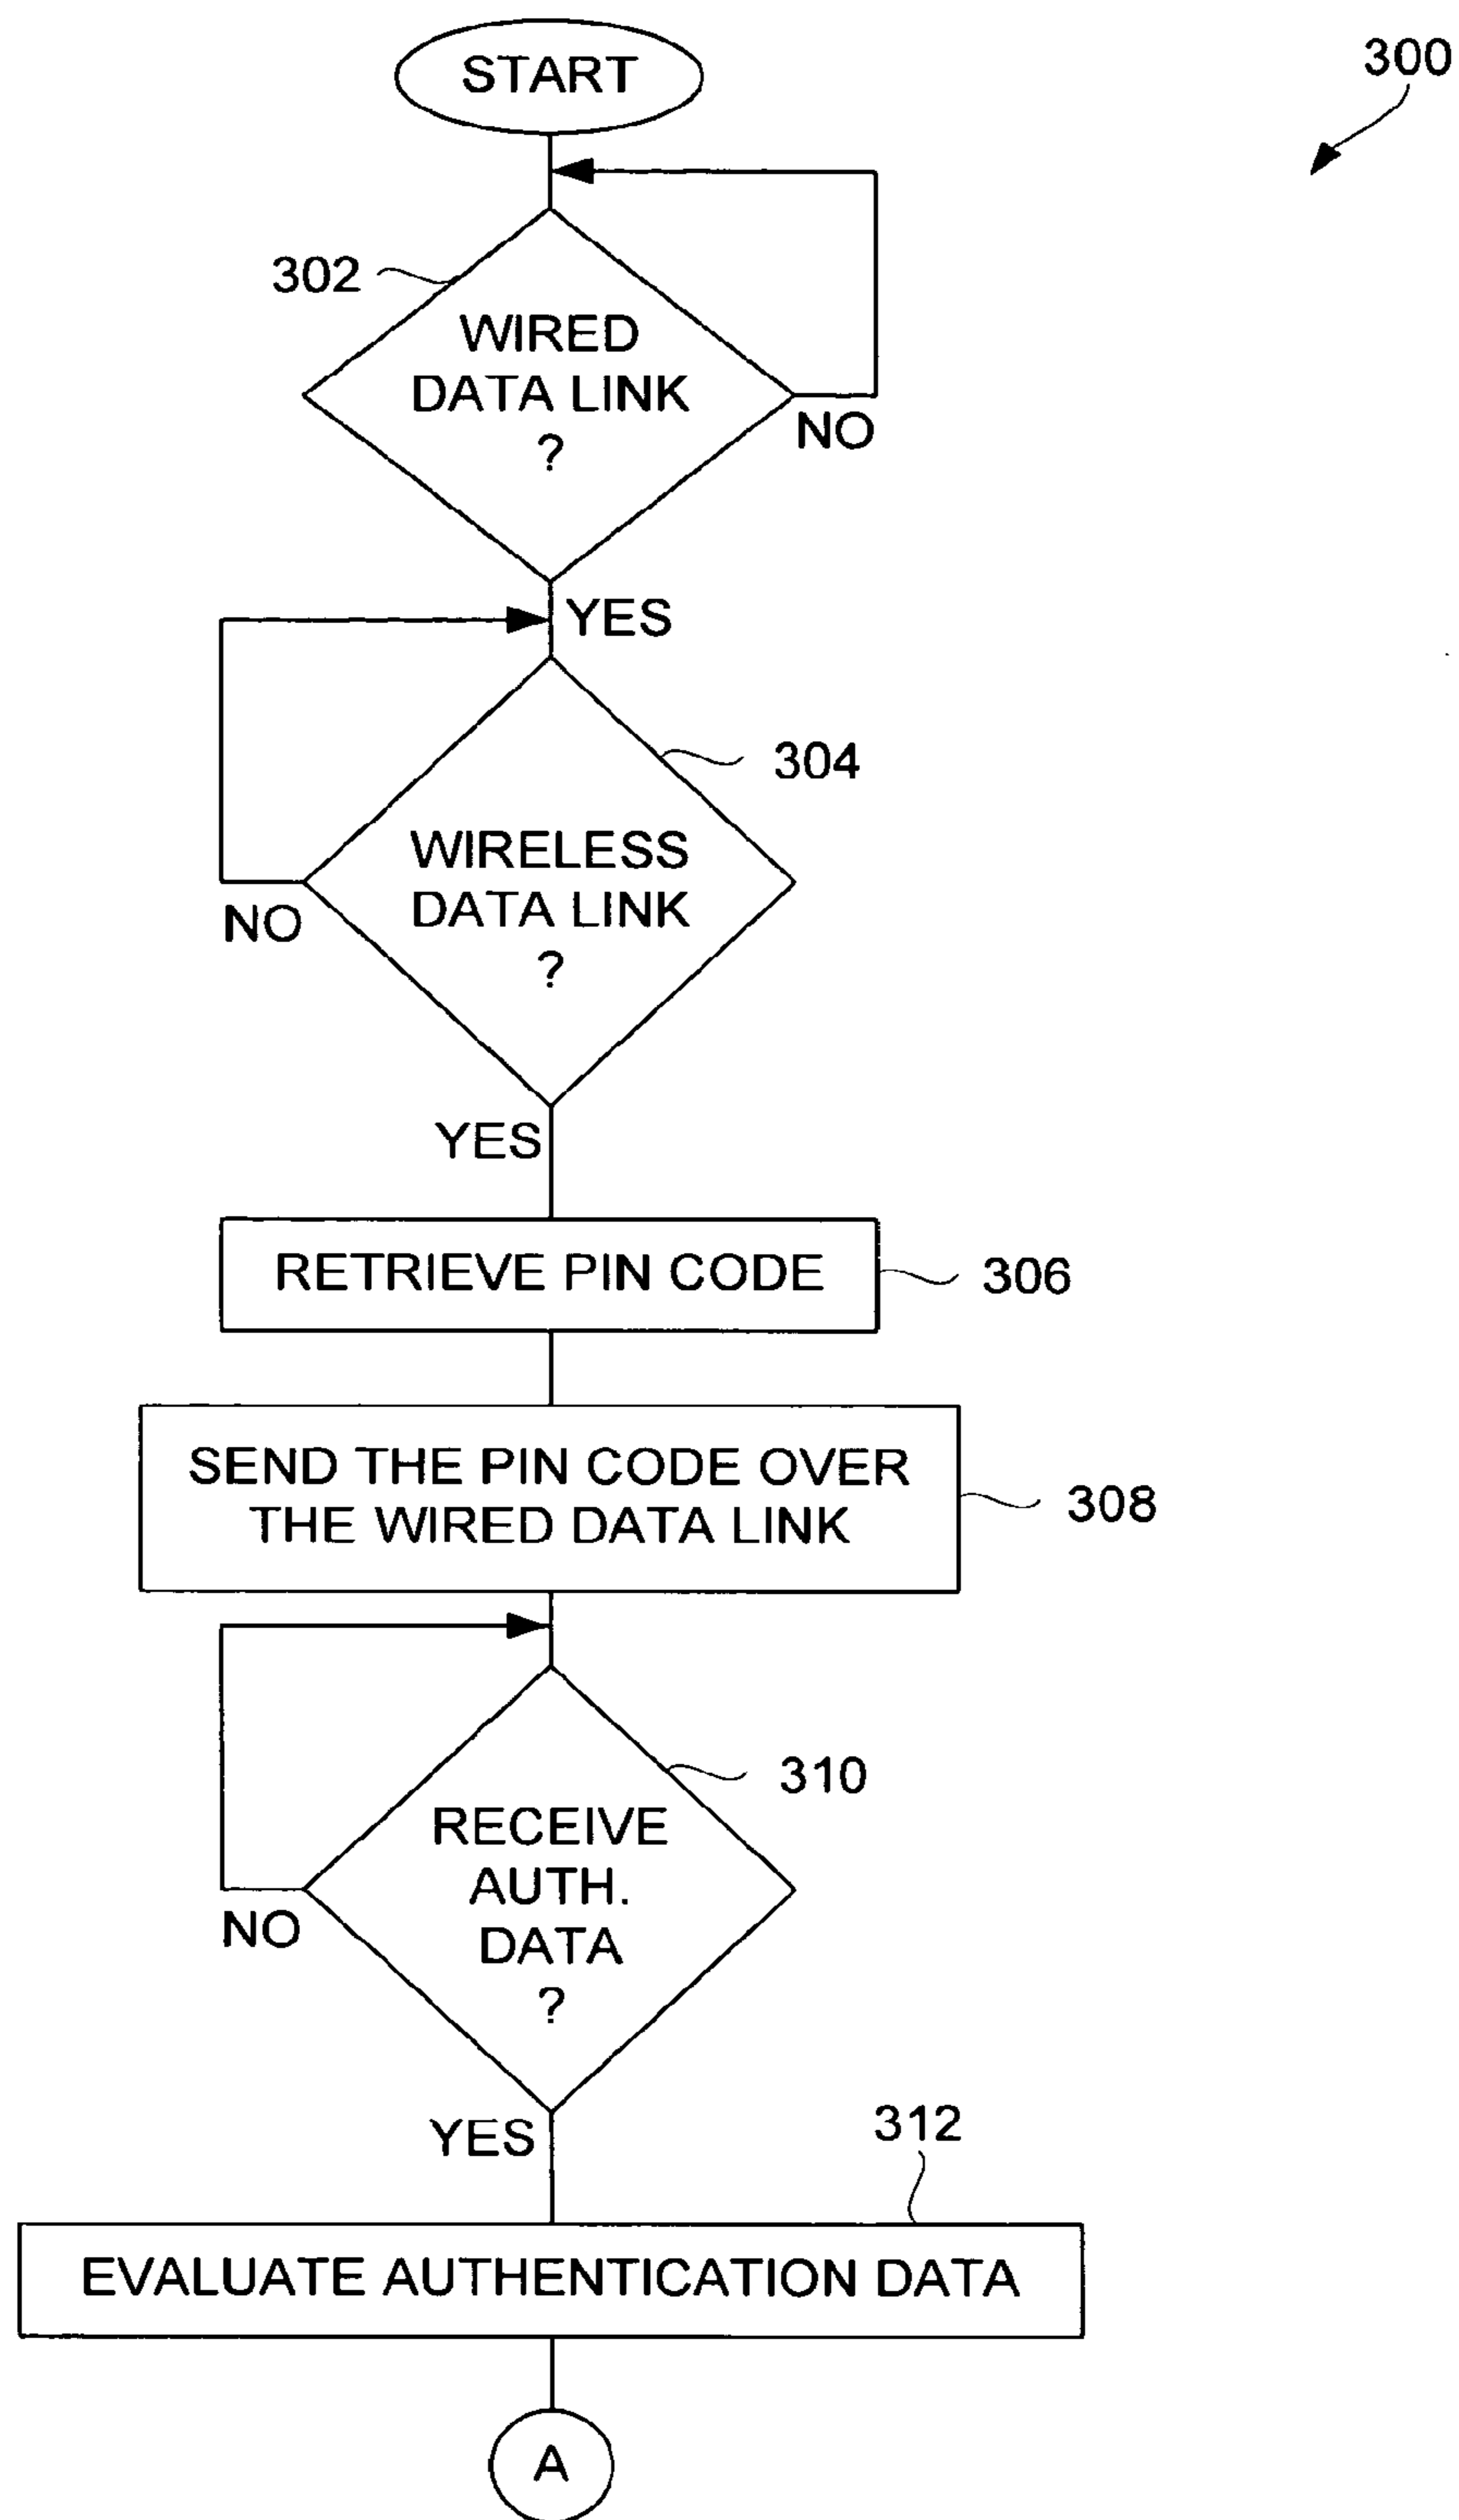 START
300
302
WIRED
DATA LINK
?
NO
YES
304
WIRELESS
DATA LINK
?
NO
YES
RETRIEVE PIN CODE
306
SEND THE PIN CODE OVER
THE WIRED DATA LINK
308
310
RECEIVE
AUTH.
DATA
?
NO
YES
312
EVALUATE AUTHENTICATION DATA
A